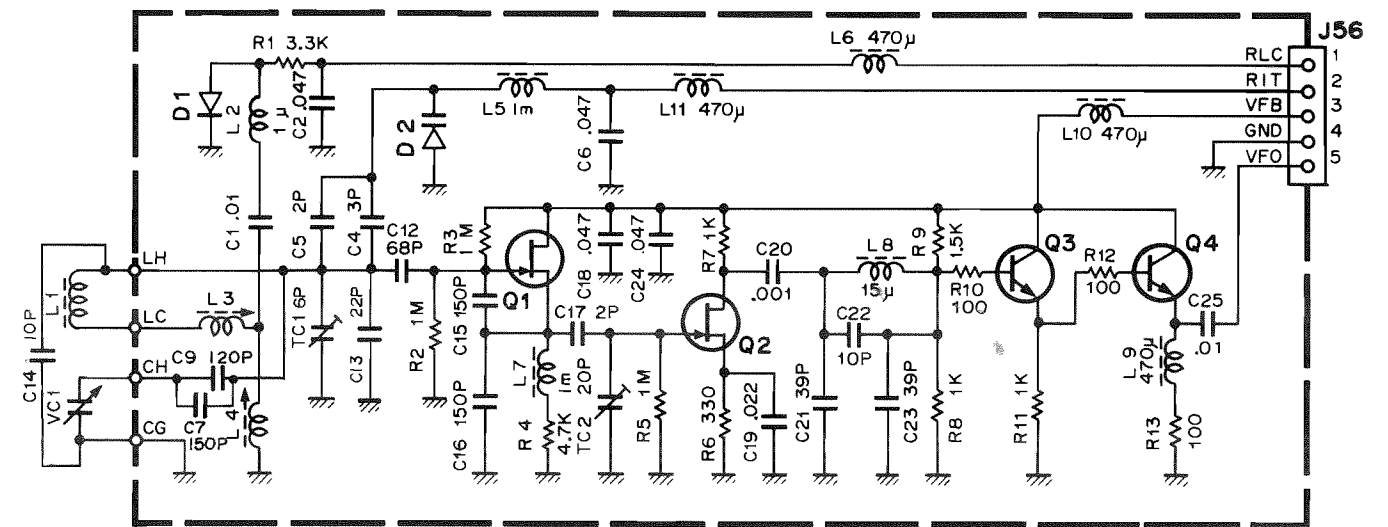 J56
RLC 1
RIT 2
VFB 3
GND 4
VFO 5
L6 470μ
R1 3.3K
D1
L2 1μ
C2 .047
L5 1m
L11 470μ
D2
C6 .047
L10 470μ
C1 .01
C5 2P
C4 3P
C12 68P
R3 1M
Q1
C18 .047
C24 .047
R7 1K
C20 .001
L8 15μ
R9 1.5K
Q3
R10 100
R12 100
Q4
LH
L1
LC
L3
C14 10P
CH
C9 120P
C7 150P
VC1
CG
L4
TC1 16P
C13 22P
R2 1M
C15 150P
C16 150P
C17 2P
L7 1m
R4 4.7K
TC2 20P
R5 1M
Q2
R6 330
C19 .022
C22 10P
C21 39P
C23 39P
R8 1K
R11 1K
C25 .01
L9 470μ
R13 100